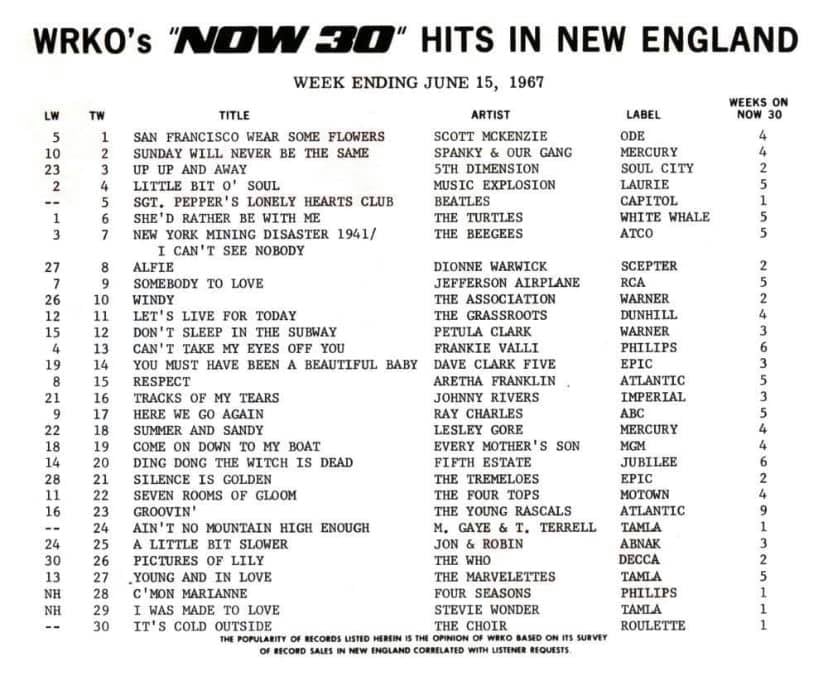 WRKO's "NOW 30" HITS IN NEW ENGLAND
WEEK ENDING JUNE 15, 1967
LW TW TITLE ARTIST LABEL WEEKS ON NOW 30
5 1 SAN FRANCISCO WEAR SOME FLOWERS SCOTT MCKENZIE ODE 4
10 2 SUNDAY WILL NEVER BE THE SAME SPANKY & OUR GANG MERCURY 4
23 3 UP UP AND AWAY 5TH DIMENSION SOUL CITY 2
2 4 LITTLE BIT O' SOUL MUSIC EXPLOSION LAURIE 5
-- 5 SGT. PEPPER'S LONELY HEARTS CLUB BEATLES CAPITOL 1
1 6 SHE'D RATHER BE WITH ME THE TURTLES WHITE WHALE 5
3 7 NEW YORK MINING DISASTER 1941/ THE BEEGEES ATCO 5
I CAN'T SEE NOBODY
27 8 ALFIE DIONNE WARWICK SCEPTER 2
7 9 SOMEBODY TO LOVE JEFFERSON AIRPLANE RCA 5
26 10 WINDY THE ASSOCIATION WARNER 2
12 11 LET'S LIVE FOR TODAY THE GRASSROOTS DUNHILL 4
15 12 DON'T SLEEP IN THE SUBWAY PETULA CLARK WARNER 3
4 13 CAN'T TAKE MY EYES OFF YOU FRANKIE VALLI PHILIPS 6
19 14 YOU MUST HAVE BEEN A BEAUTIFUL BABY DAVE CLARK FIVE EPIC 3
8 15 RESPECT ARETHA FRANKLIN ATLANTIC 5
21 16 TRACKS OF MY TEARS JOHNNY RIVERS IMPERIAL 3
9 17 HERE WE GO AGAIN RAY CHARLES ABC 5
22 18 SUMMER AND SANDY LESLEY GORE MERCURY 4
18 19 COME ON DOWN TO MY BOAT EVERY MOTHER'S SON MGM 4
14 20 DING DONG THE WITCH IS DEAD FIFTH ESTATE JUBILEE 6
28 21 SILENCE IS GOLDEN THE TREMELOES EPIC 2
11 22 SEVEN ROOMS OF GLOOM THE FOUR TOPS MOTOWN 4
16 23 GROOVIN' THE YOUNG RASCALS ATLANTIC 9
-- 24 AIN'T NO MOUNTAIN HIGH ENOUGH M. GAYE & T. TERRELL TAMLA 1
24 25 A LITTLE BIT SLOWER JON & ROBIN ABNAK 3
30 26 PICTURES OF LILY THE WHO DECCA 2
13 27 YOUNG AND IN LOVE THE MARVELETTES TAMLA 5
NH 28 C'MON MARIANNE FOUR SEASONS PHILIPS 1
NH 29 I WAS MADE TO LOVE STEVIE WONDER TAMLA 1
-- 30 IT'S COLD OUTSIDE THE CHOIR ROULETTE 1
THE POPULARITY OF RECORDS LISTED HEREIN IS THE OPINION OF WRKO BASED ON ITS SURVEY
OF RECORD SALES IN NEW ENGLAND CORRELATED WITH LISTENER REQUESTS.